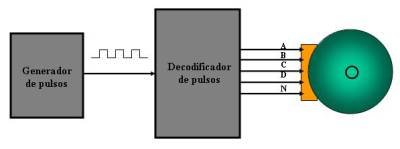 Generador
de pulsos
Decodificador
de pulsos
A
B
C
D
N